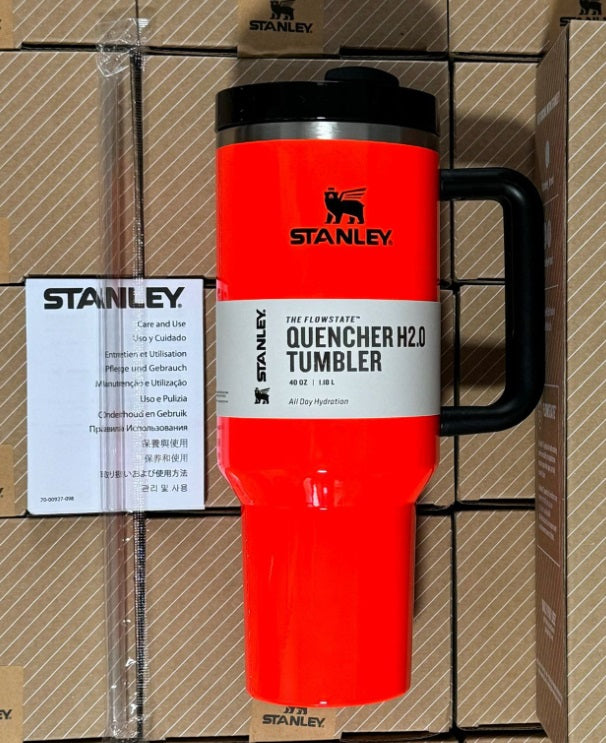 STANLEY
STANLEY.
STANLEY.
Care and Use
Uso y Cuidado
Entretien et Utilisation
Pflege und Gebrauch
Manutenção e Utilização
Uso e Pulizia
Onderhoud en Gebruik
Правила Использования
保養與使用
保养和使用
取り扱いおよび使用方法
관리 및 사용
70-00937-098
STANLEY.
THE FLOWSTATE™
QUENCHER H2.0
TUMBLER
40 OZ | 1.18 L
All Day Hydration
STANLEY